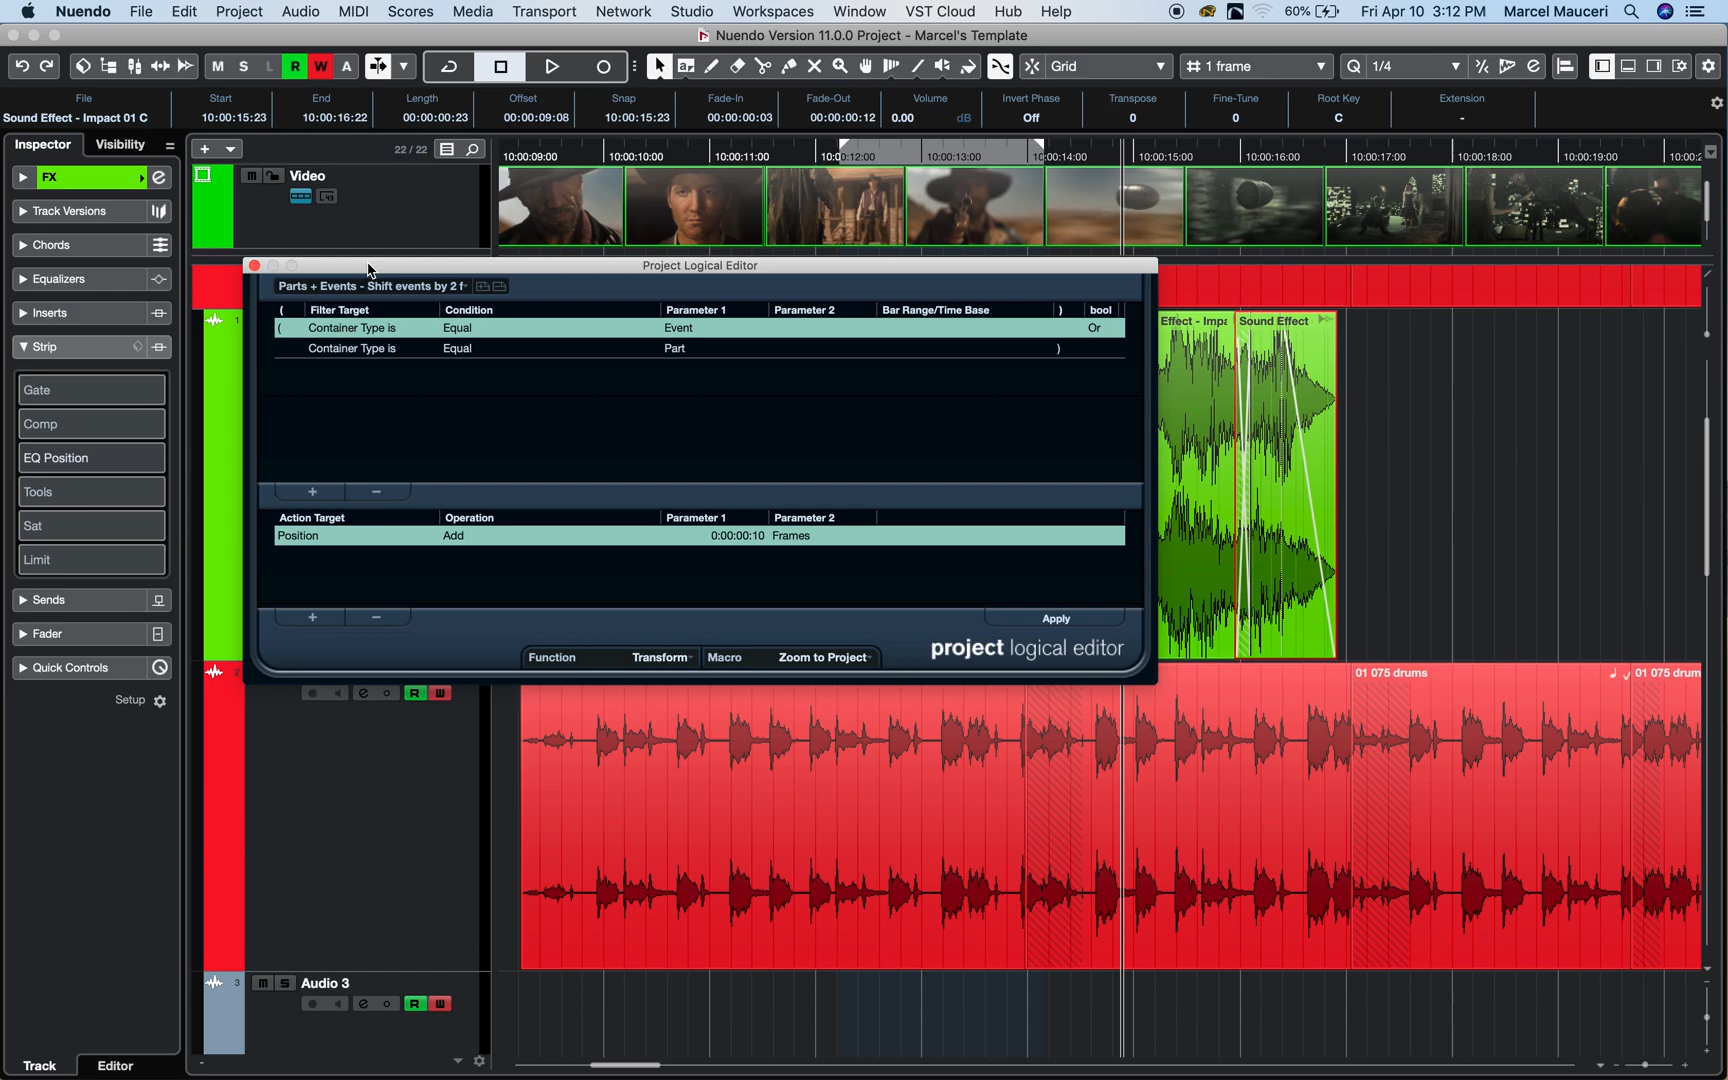 Nuendo File Edit Project Audio MIDI Scores Media Transport Network Studio Workspaces Window VST Cloud Hub Help 60% Fri Apr 10 3:12 PM Marcel Mauceri
Nuendo Version 11.0.0 Project - Marcel's Template
M S L R W A Grid 1 frame Q 1/4
File Start End Length Offset Snap Fade-In Fade-Out Volume Invert Phase Transpose Fine-Tune Root Key Extension
Sound Effect - Impact 01 C 10:00:15:23 10:00:16:22 00:00:00:23 00:00:09:08 10:00:15:23 00:00:00:03 00:00:00:12 0.00 dB Off 0 0 C -
Inspector Visibility
22 / 22
10:00:09:00 10:00:10:00 10:00:11:00 10:00:12:00 10:00:13:00 10:00:14:00 10:00:15:00 10:00:16:00 10:00:17:00 10:00:18:00 10:00:19:00 10:00:2
FX
m Video
Track Versions
Chords
Equalizers
Inserts
Strip
Gate
Comp
EQ Position
Tools
Sat
Limit
Sends
Fader
Quick Controls
Setup
Project Logical Editor
Parts + Events - Shift events by 2 f
( Filter Target Condition Parameter 1 Parameter 2 Bar Range/Time Base ) bool
( Container Type is Equal Event Or
Container Type is Equal Part )
+ −
Action Target Operation Parameter 1 Parameter 2
Position Add 0:00:00:10 Frames
+ − Apply
project logical editor
Function Transform Macro Zoom to Project
1 Effect - Impa Sound Effect
2 01 075 drums 01 075 drum
e R W
3 m S Audio 3
e R W
Track Editor